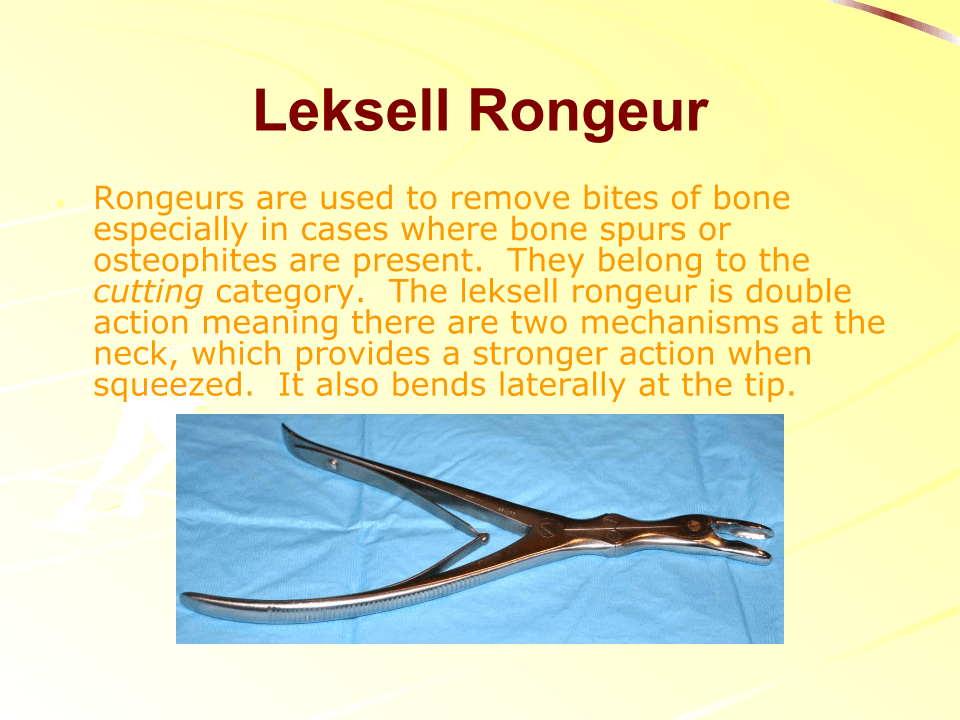 Leksell Rongeur
Rongeurs are used to remove bites of bone
especially in cases where bone spurs or
osteophites are present.  They belong to the
cutting category.  The leksell rongeur is double
action meaning there are two mechanisms at the
neck, which provides a stronger action when
squeezed.  It also bends laterally at the tip.